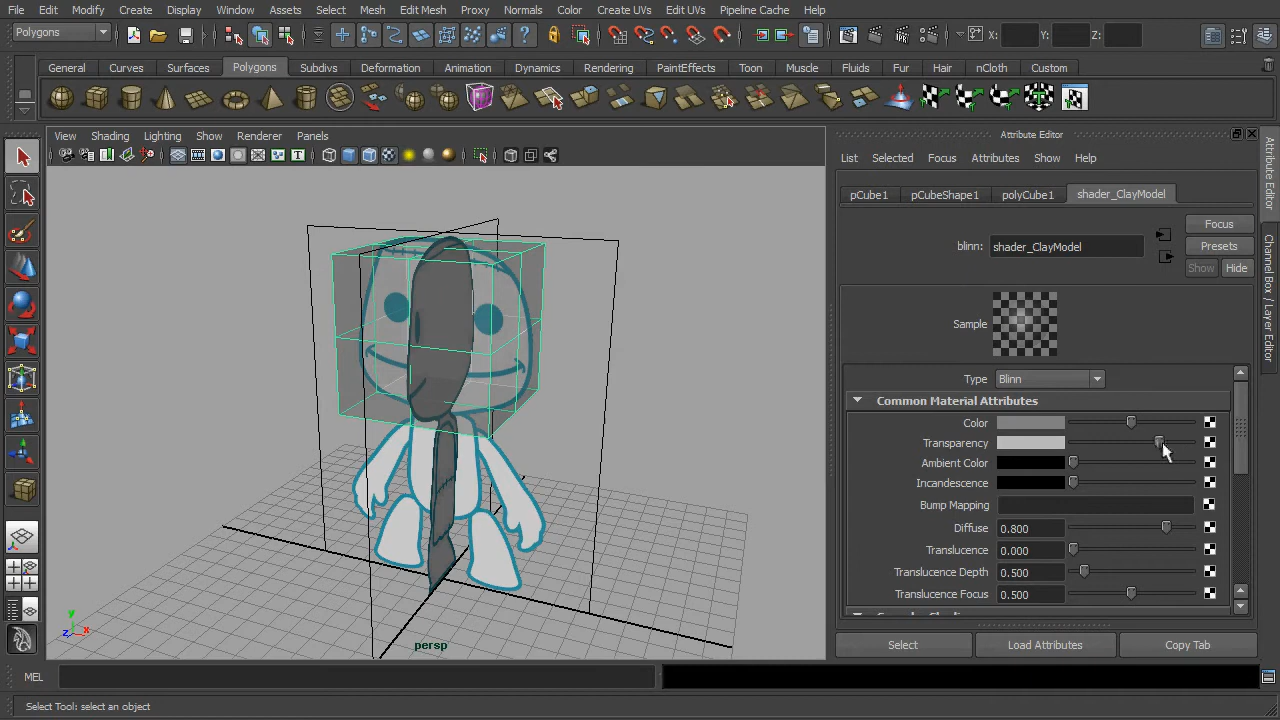 File Edit Modify Create Display Window Assets Select Mesh Edit Mesh Proxy Normals Color Create UVs Edit UVs Pipeline Cache Help
Polygons X: Y: Z:
General Curves Surfaces Polygons Subdivs Deformation Animation Dynamics Rendering PaintEffects Toon Muscle Fluids Fur Hair nCloth Custom
View Shading Lighting Show Renderer Panels
Attribute Editor
List Selected Focus Attributes Show Help
pCube1 pCubeShape1 polyCube1 shader_ClayModel
Focus
blinn: shader_ClayModel Presets
Show Hide
Sample
Type Blinn
Common Material Attributes
Color
Transparency
Ambient Color
Incandescence
Bump Mapping
Diffuse 0.800
Translucence 0.000
Translucence Depth 0.500
Translucence Focus 0.500
Select Load Attributes Copy Tab
Attribute Editor
Channel Box / Layer Editor
y
z x
persp
MEL
Select Tool: select an object